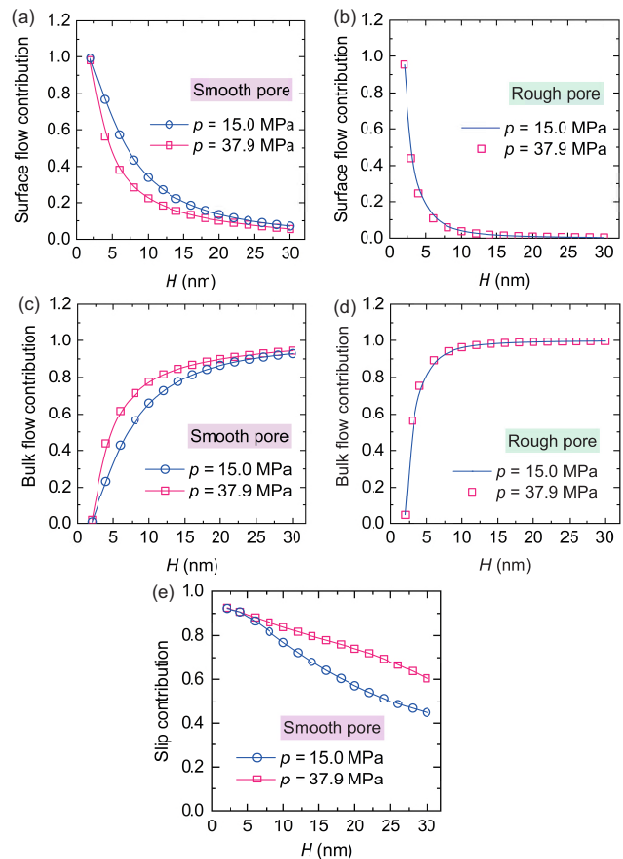 (a)
1.2
1.0
0.8
0.6
0.4
0.2
0.0
Surface flow contribution
Smooth pore
p = 15.0 MPa
p = 37.9 MPa
0 5 10 15 20 25 30
H (nm)
(b)
1.2
1.0
0.8
0.6
0.4
0.2
0.0
Surface flow contribution
Rough pore
p = 15.0 MPa
p = 37.9 MPa
0 5 10 15 20 25 30
H (nm)
(c)
1.2
1.0
0.8
0.6
0.4
0.2
0.0
Bulk flow contribution
Smooth pore
p = 15.0 MPa
p = 37.9 MPa
0 5 10 15 20 25 30
H (nm)
(d)
1.2
1.0
0.8
0.6
0.4
0.2
0.0
Bulk flow contribution
Rough pore
p = 15.0 MPa
p = 37.9 MPa
0 5 10 15 20 25 30
H (nm)
(e)
1.0
0.8
0.6
0.4
0.2
0.0
Slip contribution
Smooth pore
p = 15.0 MPa
p = 37.9 MPa
0 5 10 15 20 25 30
H (nm)